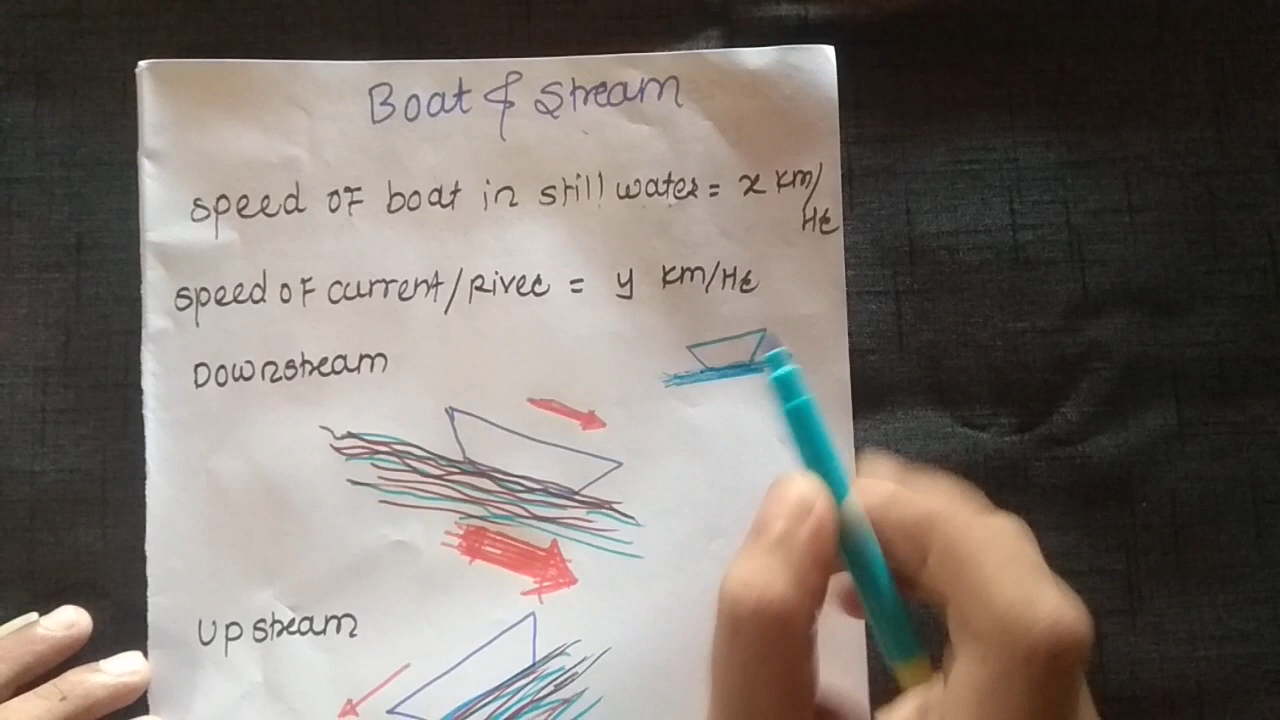 Boat & Stream
speed OF boat in still water = x km/Hr
speed OF current/River = y km/Hr
Downstream
Upstream